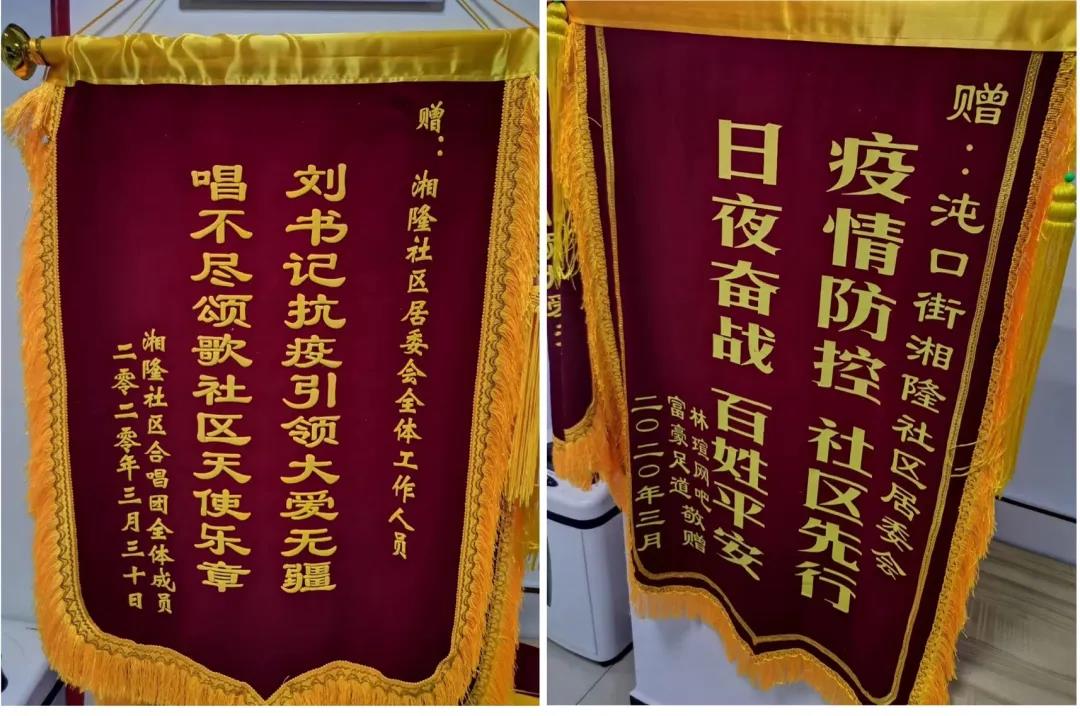 赠：湘隆社区居委会全体工作人员
刘书记抗疫引领大爱无疆
唱不尽颂歌社区天使乐章
湘隆社区合唱团全体成员
二零二零年三月三十日
赠：沌口街湘隆社区居委会
疫情防控 社区先行
日夜奋战 百姓平安
林瑄网吧
富豪足道敬赠
二〇二〇年三月